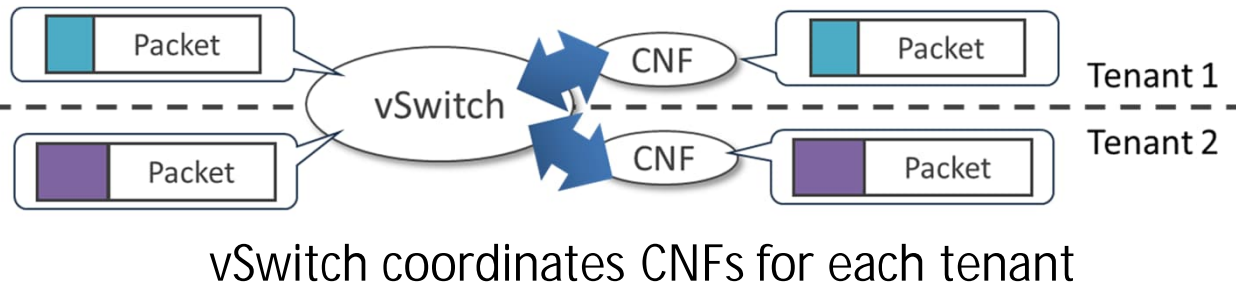 Packet
CNF
Packet
Tenant 1
vSwitch
Tenant 2
Packet
CNF
Packet
vSwitch coordinates CNFs for each tenant